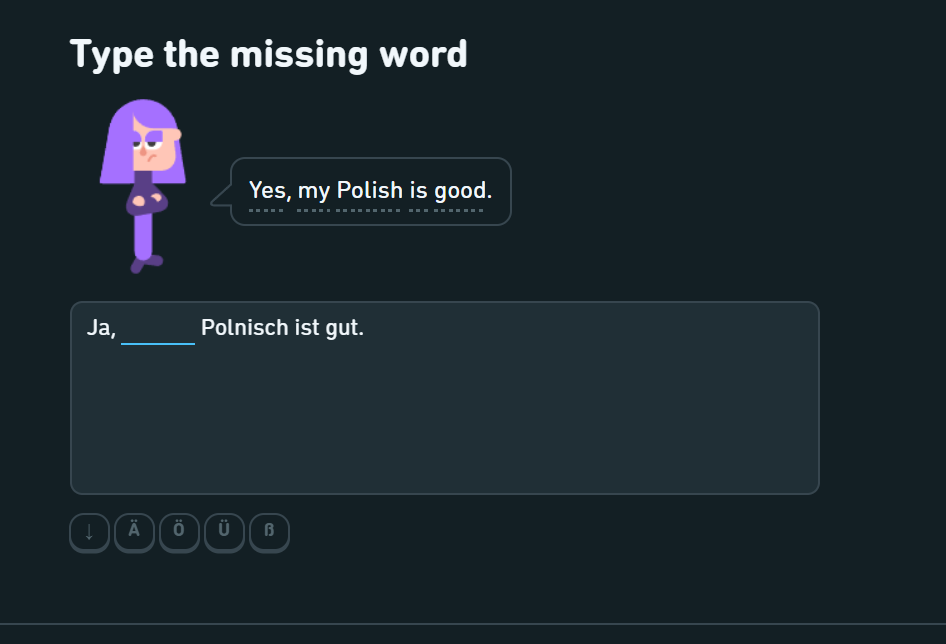 Type the missing word
Yes, my Polish is good.
Ja, ______ Polnisch ist gut.
↓ Ä Ö Ü ß